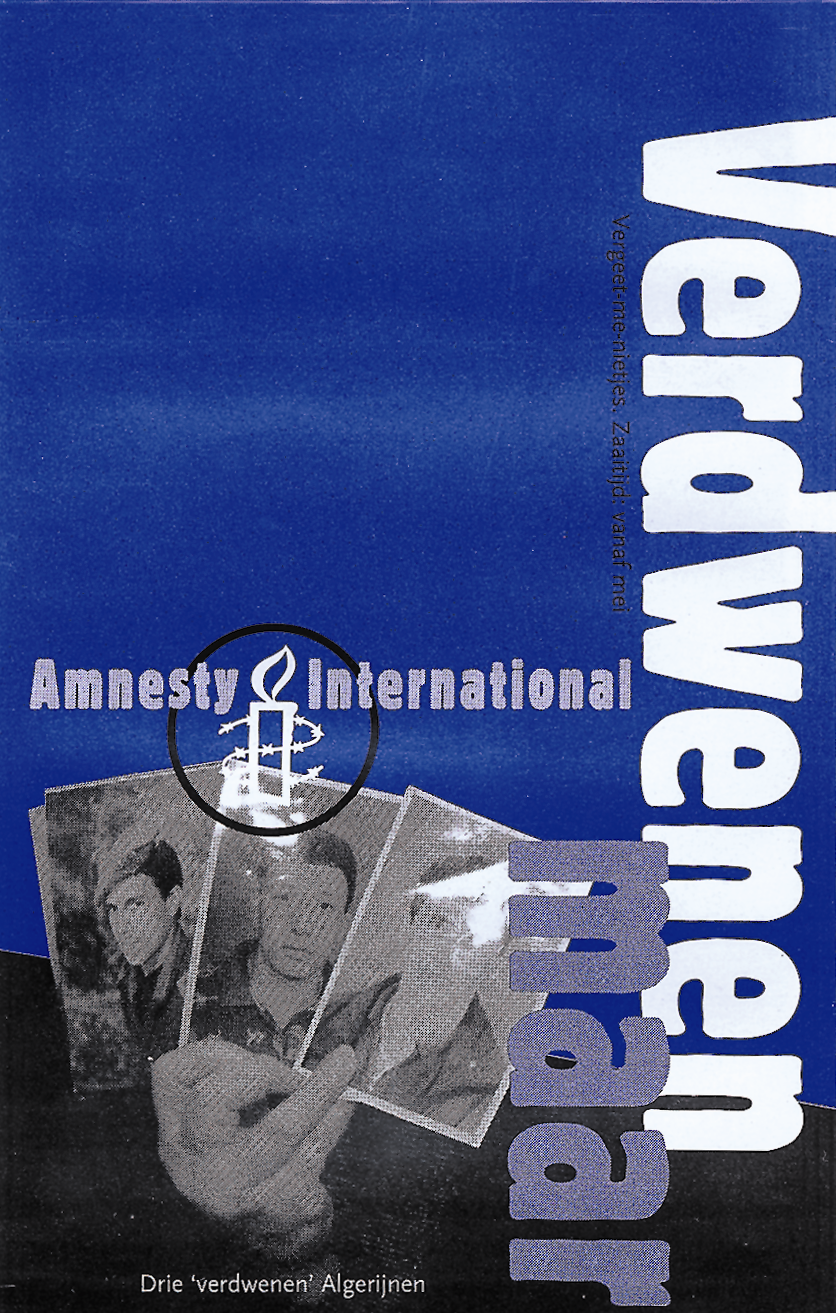 Verdwenen
maar
Vergeet-me-nietjes. Zaaitijd: vanaf mei
Amnesty International
Drie ‘verdwenen’ Algerijnen